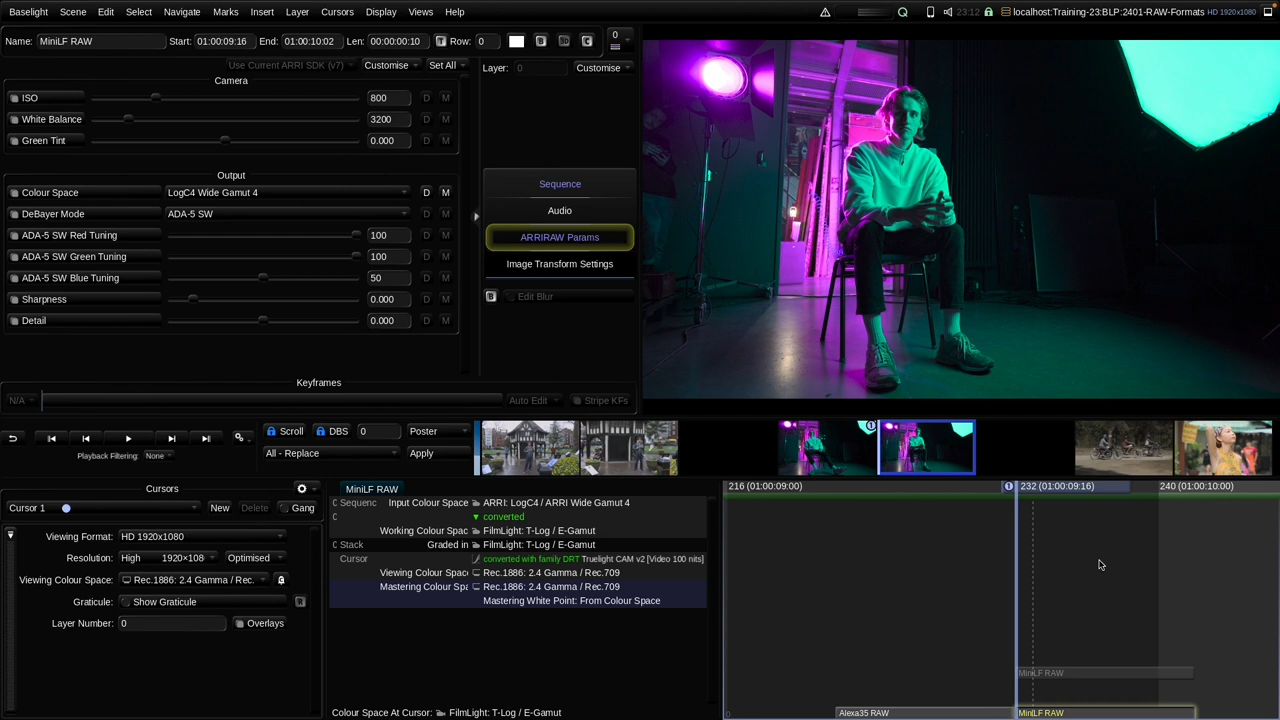 Baselight Scene Edit Select Navigate Marks Insert Layer Cursors Display Views Help 23:12 localhost:Training-23:BLP:2401-RAW-Formats HD 1920x1080
Name: MiniLF RAW Start: 01:00:09:16 End: 01:00:10:02 Len: 00:00:00:10 T Row: 0 B 3D C 0
Use Current ARRI SDK (v7) Customise Set All
Layer: 0 Customise
Camera
ISO 800 D M
White Balance 3200 D M
Green Tint 0.000 D M
Output
Colour Space LogC4 Wide Gamut 4 D M
DeBayer Mode ADA-5 SW D M
ADA-5 SW Red Tuning 100 D M
ADA-5 SW Green Tuning 100 D M
ADA-5 SW Blue Tuning 50 D M
Sharpness 0.000 D M
Detail 0.000 D M
Sequence
Audio
ARRIRAW Params
Image Transform Settings
B Edit Blur
Keyframes
N/A Auto Edit Stripe KFs
Scroll DBS 0 Poster
Playback Filtering: None All - Replace Apply
1
Cursors
Cursor 1 New Delete Gang
Viewing Format: HD 1920x1080
Resolution: High 1920×108 Optimised
Viewing Colour Space: Rec.1886: 2.4 Gamma / Rec.
Graticule: Show Graticule R
Layer Number: 0 Overlays
MiniLF RAW
Sequenc Input Colour Space ARRI: LogC4 / ARRI Wide Gamut 4
converted
Working Colour Space FilmLight: T-Log / E-Gamut
Stack Graded in FilmLight: T-Log / E-Gamut
Cursor converted with family DRT Truelight CAM v2 [Video 100 nits]
Viewing Colour Spac Rec.1886: 2.4 Gamma / Rec.709
Mastering Colour Spa Rec.1886: 2.4 Gamma / Rec.709
Mastering White Point: From Colour Space
Colour Space At Cursor: FilmLight: T-Log / E-Gamut
216 (01:00:09:00) 1 232 (01:00:09:16) 240 (01:00:10:00)
MiniLF RAW
0 Alexa35 RAW MiniLF RAW